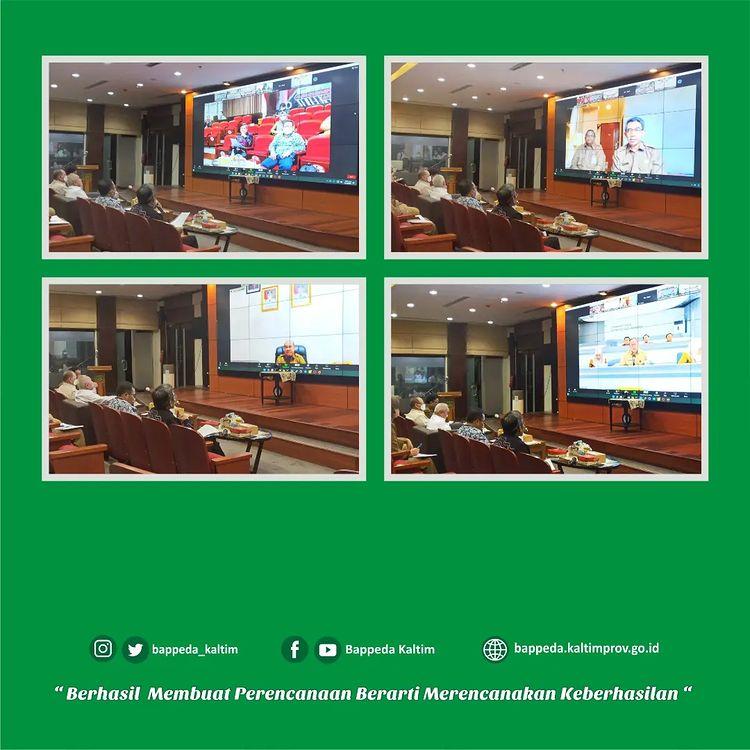 bappeda_kaltim
Bappeda Kaltim
bappeda.kaltimprov.go.id
“ Berhasil Membuat Perencanaan Berarti Merencanakan Keberhasilan “